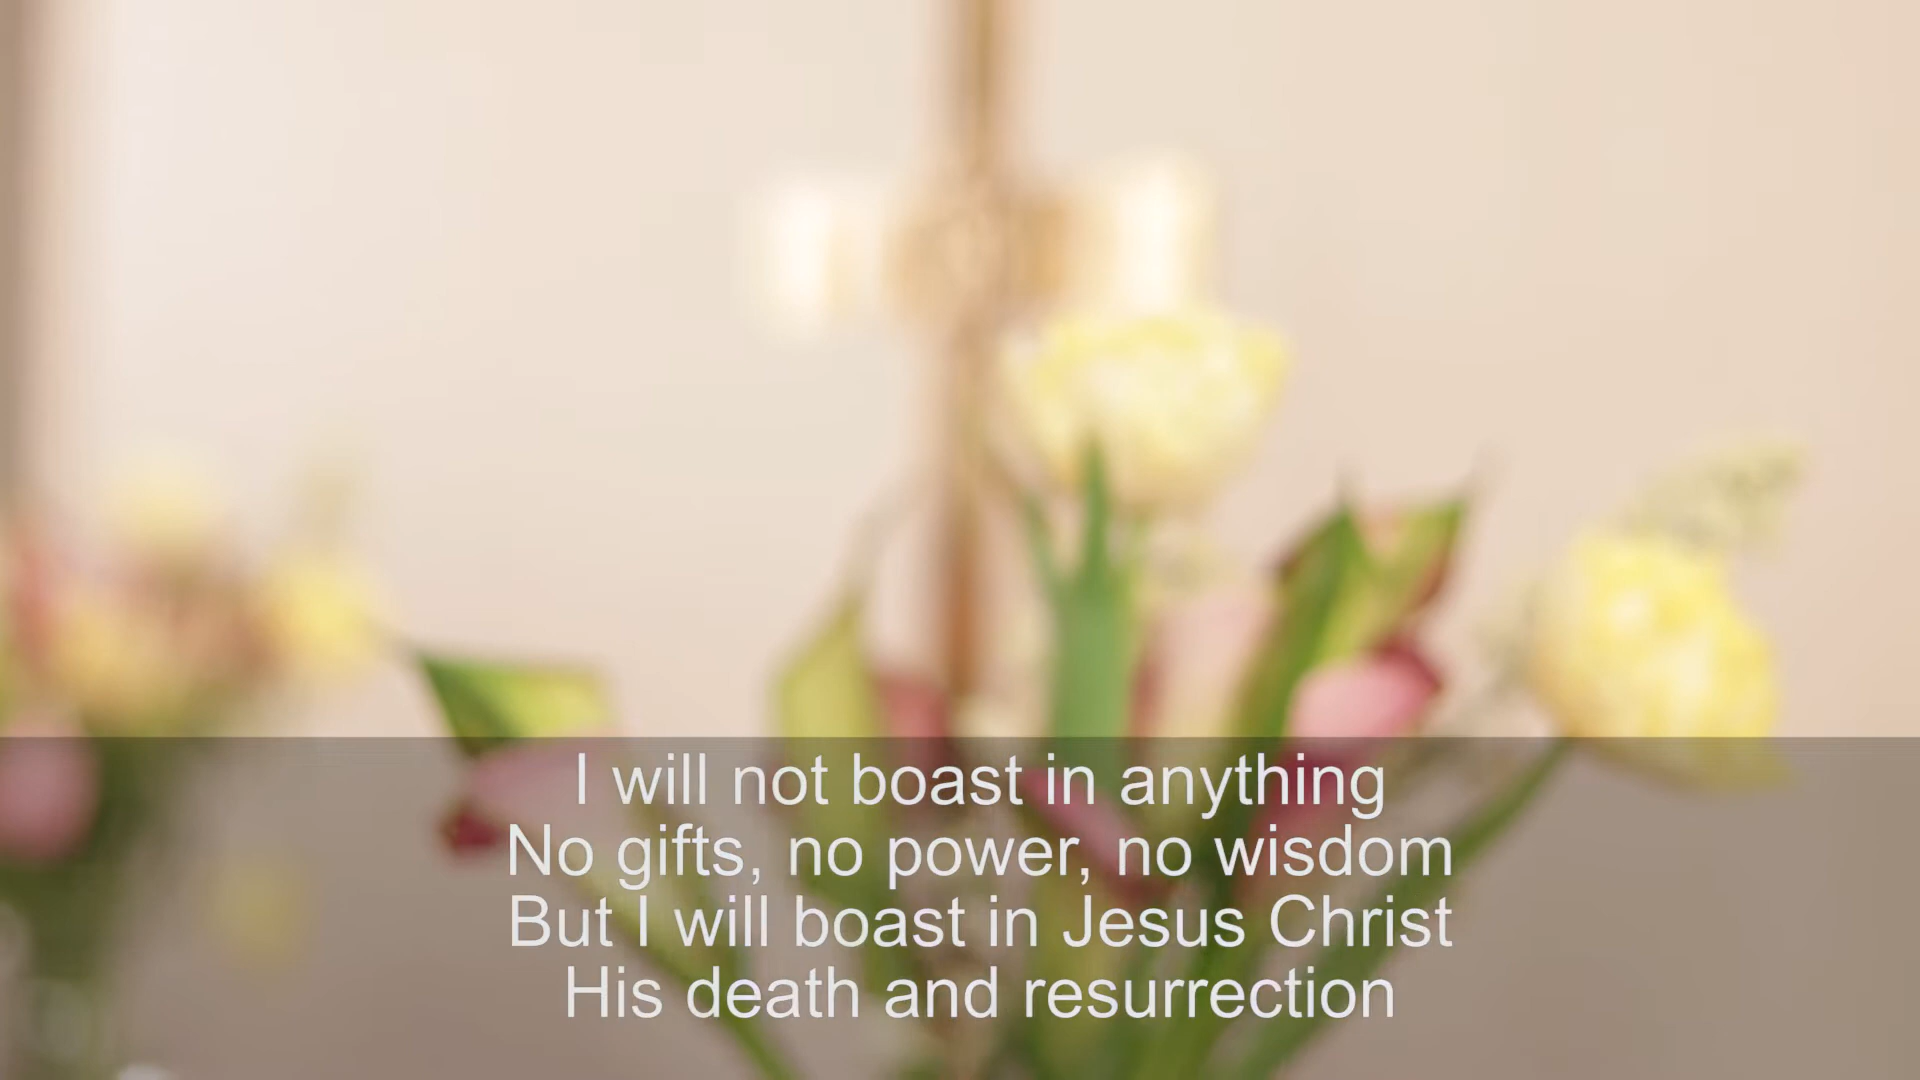 I will not boast in anything
No gifts, no power, no wisdom
But I will boast in Jesus Christ
His death and resurrection